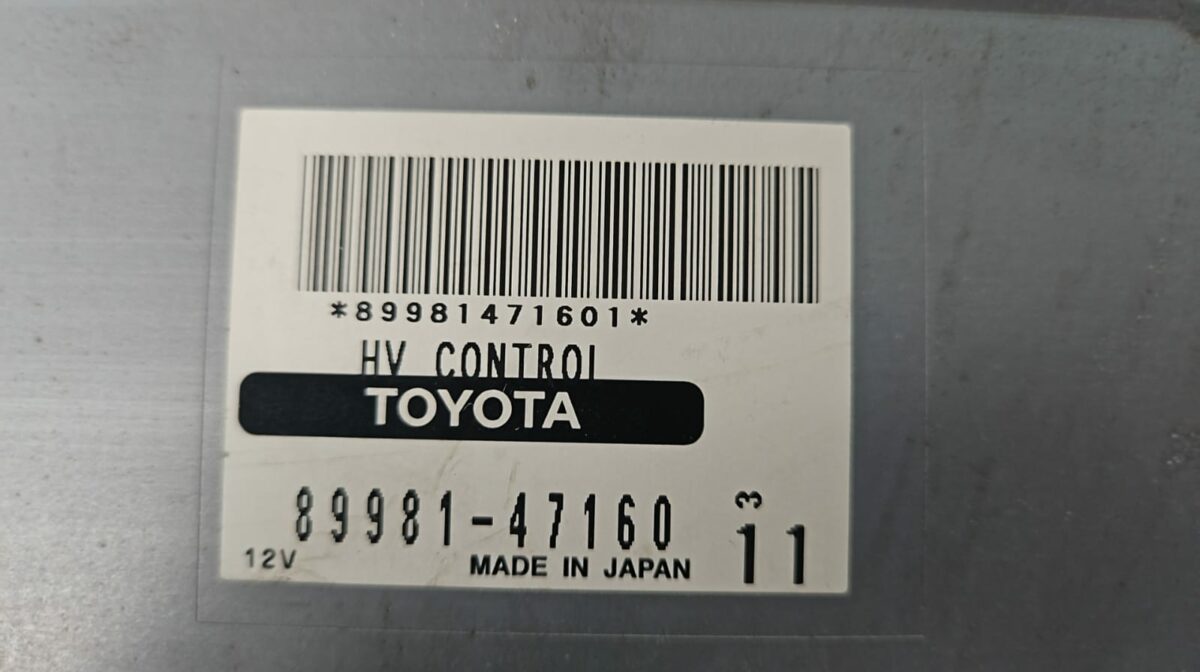 *89981471601*
HV CONTROL
TOYOTA
89981-47160
3
11
12V
MADE IN JAPAN